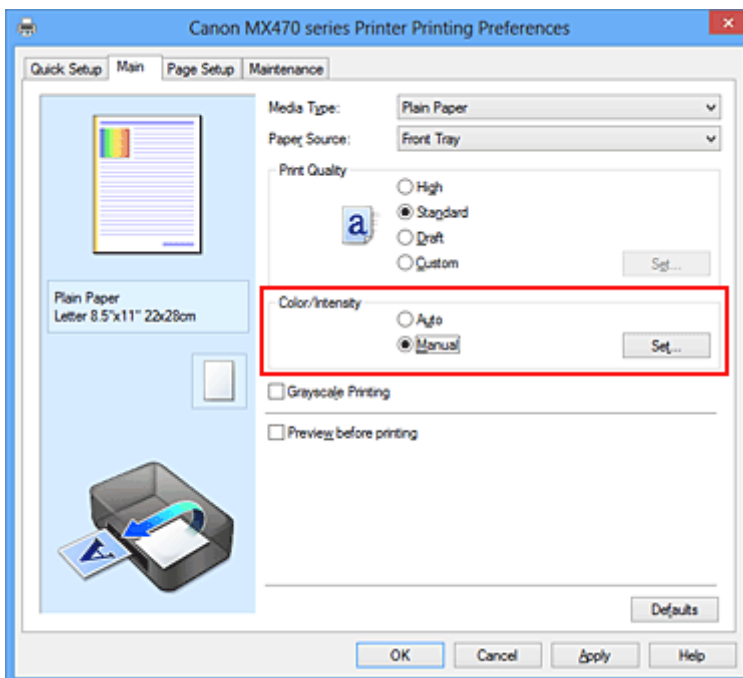 Canon MX470 series Printer Printing Preferences
Quick Setup Main Page Setup Maintenance
Media Type: Plain Paper
Paper Source: Front Tray
Print Quality
High
a
Standard
Draft
Custom Set...
Plain Paper
Letter 8.5"x11" 22x28cm
Color/Intensity
Auto
Manual Set...
Grayscale Printing
Preview before printing
A
Defaults
OK Cancel Apply Help